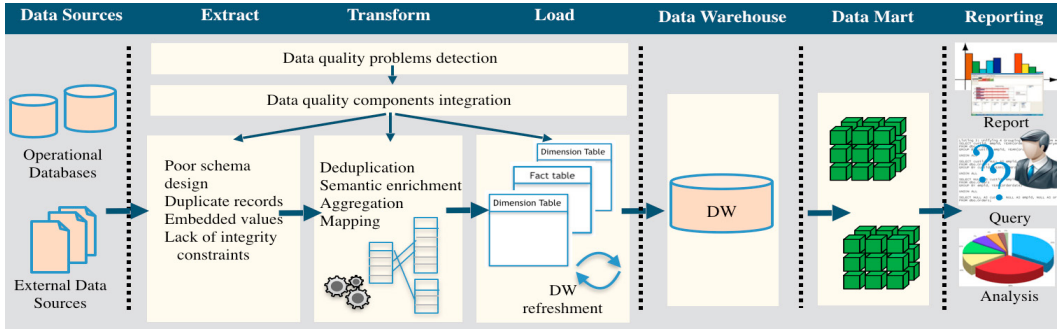 Data Sources
Extract
Transform
Load
Data Warehouse
Data Mart
Reporting
Data quality problems detection
Data quality components integration
Operational
Databases
External Data
Sources
Poor schema
design
Duplicate records
Embedded values
Lack of integrity
constraints
Deduplication
Semantic enrichment
Aggregation
Mapping
Dimension Table
Fact table
Dimension Table
DW
refreshment
DW
Report
Query
Analysis